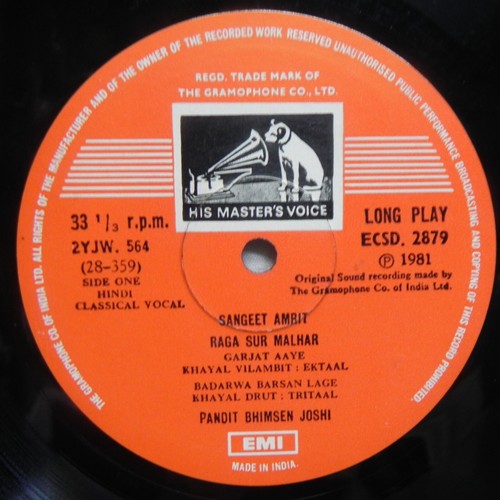 THE GRAMOPHONE CO. OF INDIA LTD. ALL RIGHTS OF THE MANUFACTURER AND OF THE OWNER OF THE RECORDED WORK RESERVED UNAUTHORISED PUBLIC PERFORMANCE BROADCASTING AND COPYING OF THIS RECORD PROHIBITED.
REGD. TRADE MARK OF
THE GRAMOPHONE CO., LTD.
HIS MASTER'S VOICE
33 1/3 r.p.m.
2YJW. 564
(28-359)
SIDE ONE
HINDI
CLASSICAL VOCAL
LONG PLAY
ECSD. 2879
℗ 1981
Original Sound recording made by
The Gramophone Co. of India Ltd.
SANGEET AMRIT
RAGA SUR MALHAR
GARJAT AAYE
KHAYAL VILAMBIT : EKTAAL
BADARWA BARSAN LAGE
KHAYAL DRUT : TRITAAL
PANDIT BHIMSEN JOSHI
EMI
MADE IN INDIA.